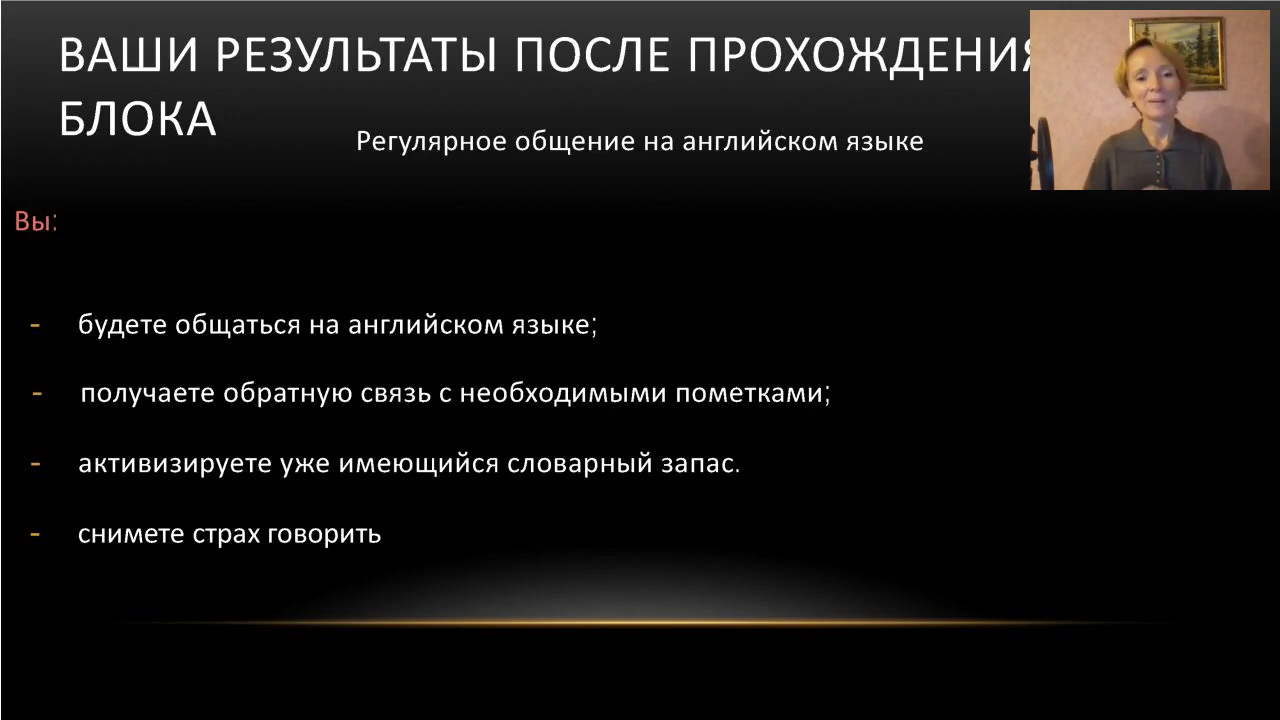 ВАШИ РЕЗУЛЬТАТЫ ПОСЛЕ ПРОХОЖДЕНИЯ
БЛОКА
Регулярное общение на английском языке
Вы:
- будете общаться на английском языке;
- получаете обратную связь с необходимыми пометками;
- активизируете уже имеющийся словарный запас.
- снимете страх говорить